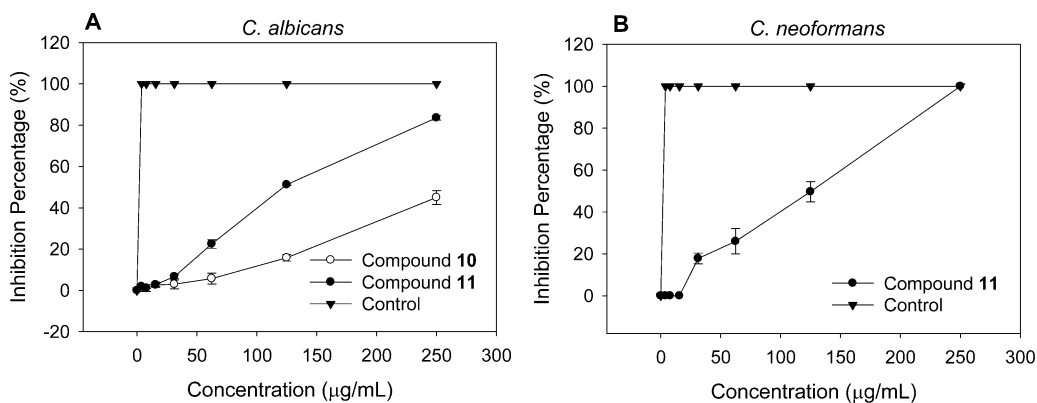 A
C. albicans
120
100
80
60
40
20
0
-20
Inhibition Percentage (%)
Compound 10
Compound 11
Control
0 50 100 150 200 250 300
Concentration (μg/mL)
B
C. neoformans
120
100
80
60
40
20
0
Inhibition Percentage (%)
Compound 11
Control
0 50 100 150 200 250 300
Concentration (μg/mL)